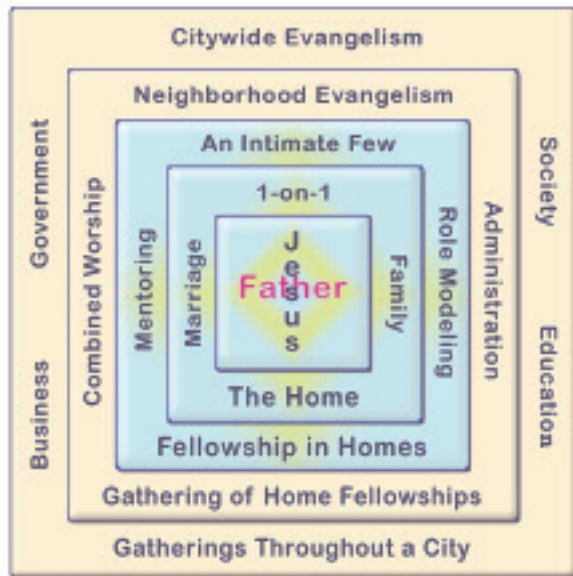 Citywide Evangelism
Neighborhood Evangelism
An Intimate Few
1-on-1
Government
Business
Combined Worship
Mentoring
Marriage
Jesus
Father
Family
Role Modeling
Administration
Society
Education
The Home
Fellowship in Homes
Gathering of Home Fellowships
Gatherings Throughout a City